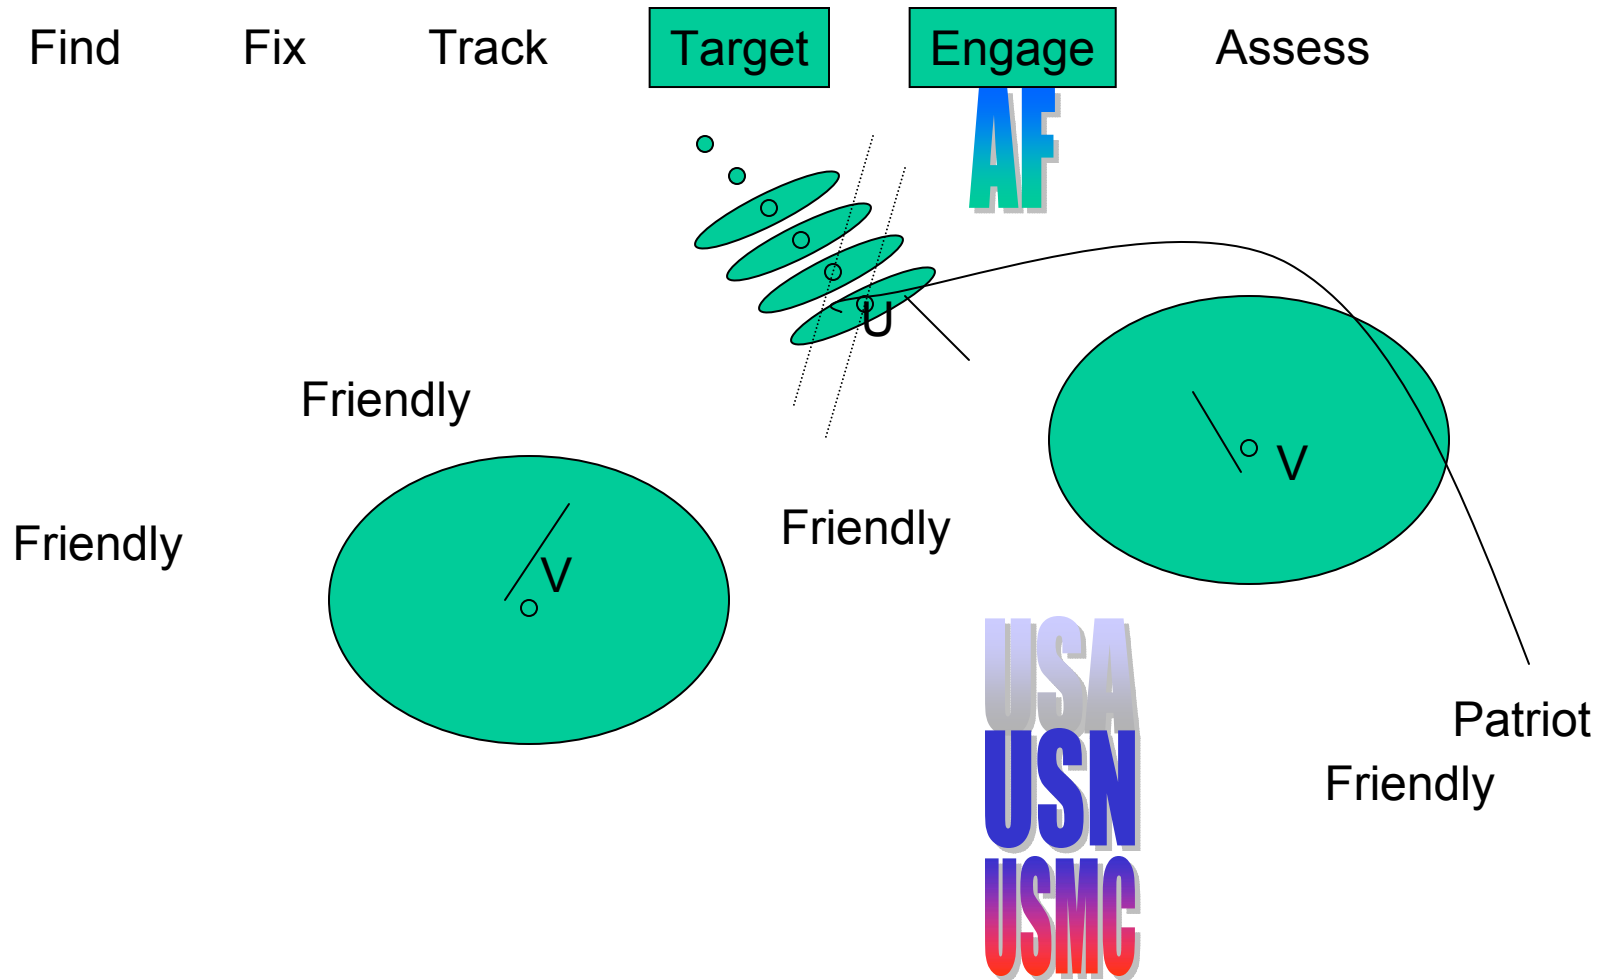 Find Fix Track Target Engage Assess
AF
U
Friendly
V
Friendly
Friendly
V
USA
Patriot
USN
Friendly
USMC